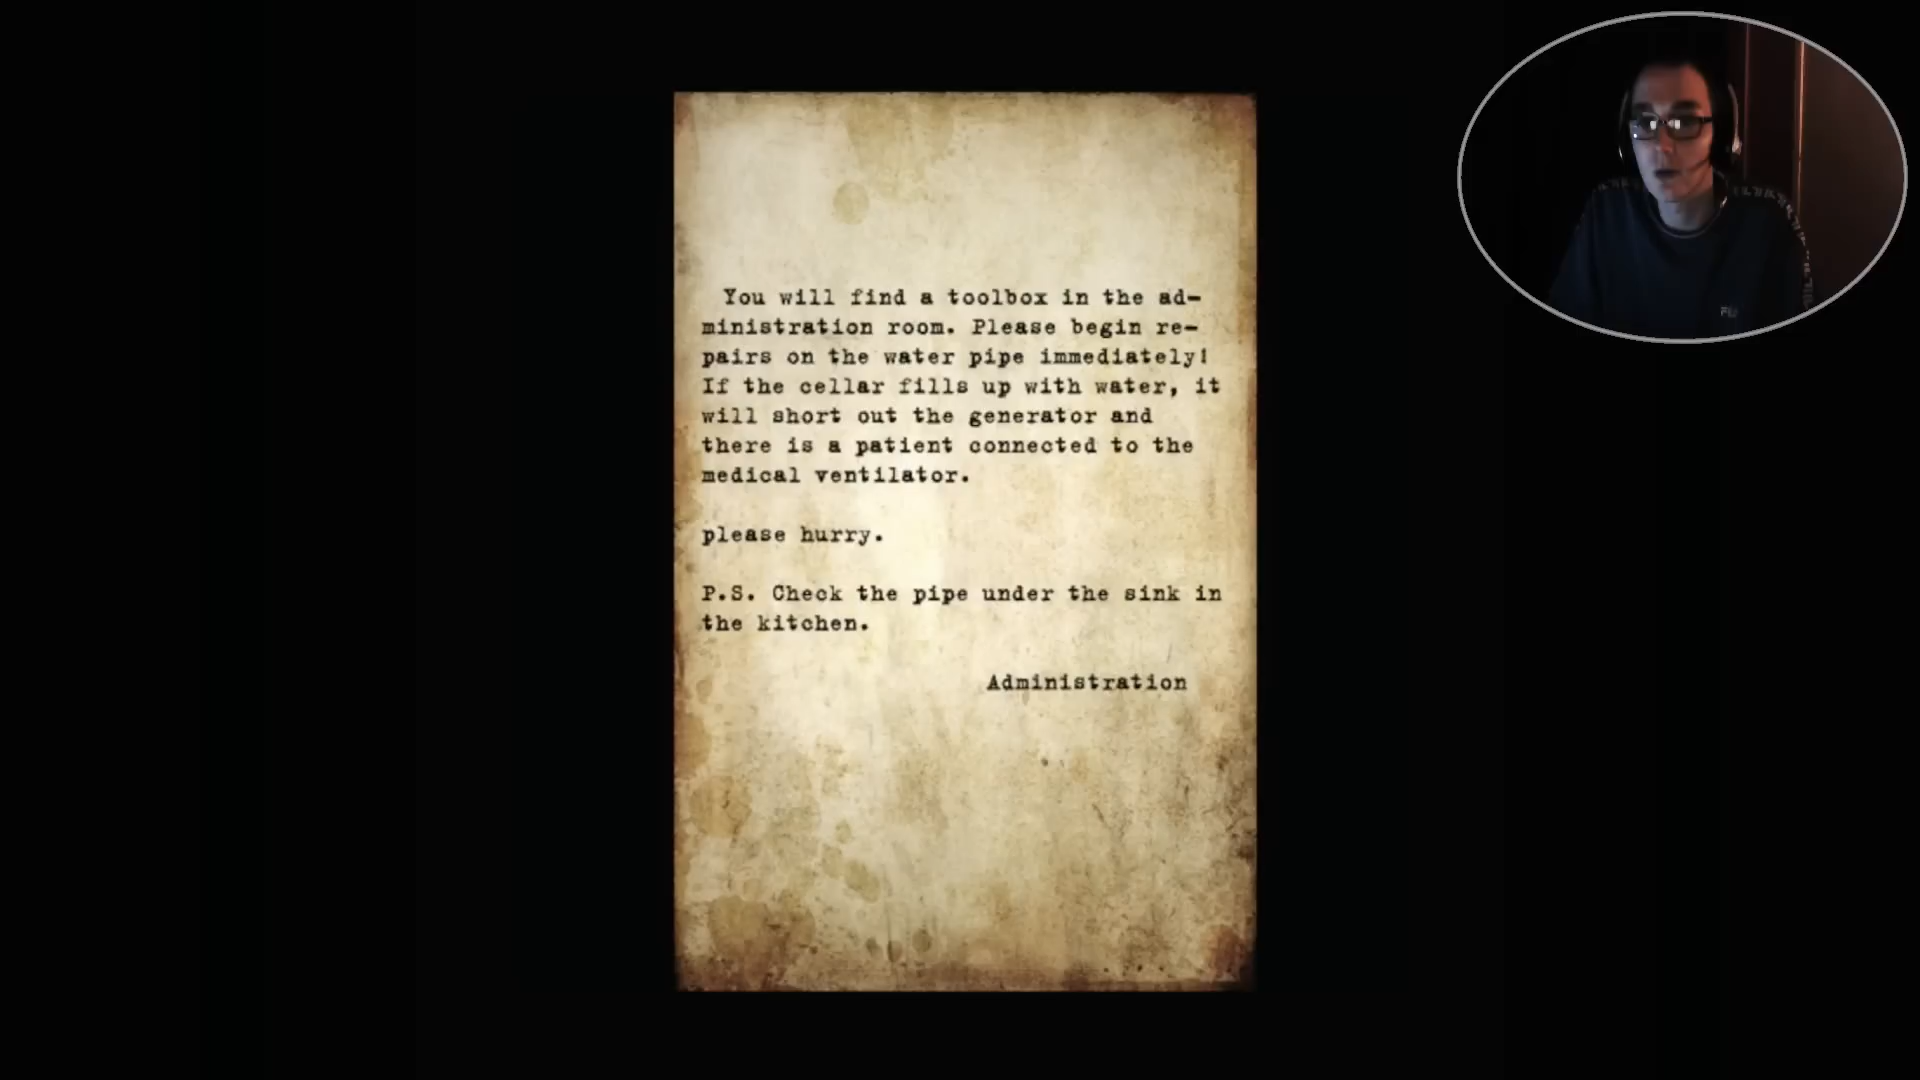 You will find a toolbox in the ad-
ministration room. Please begin re-
pairs on the water pipe immediately!
If the cellar fills up with water, it
will short out the generator and
there is a patient connected to the
medical ventilator.
please hurry.
P.S. Check the pipe under the sink in
the kitchen.
Administration